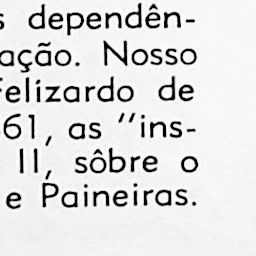 s dependên-
ação. Nosso
Felizardo de
61, as "ins-
II, sôbre o
e Paineiras.